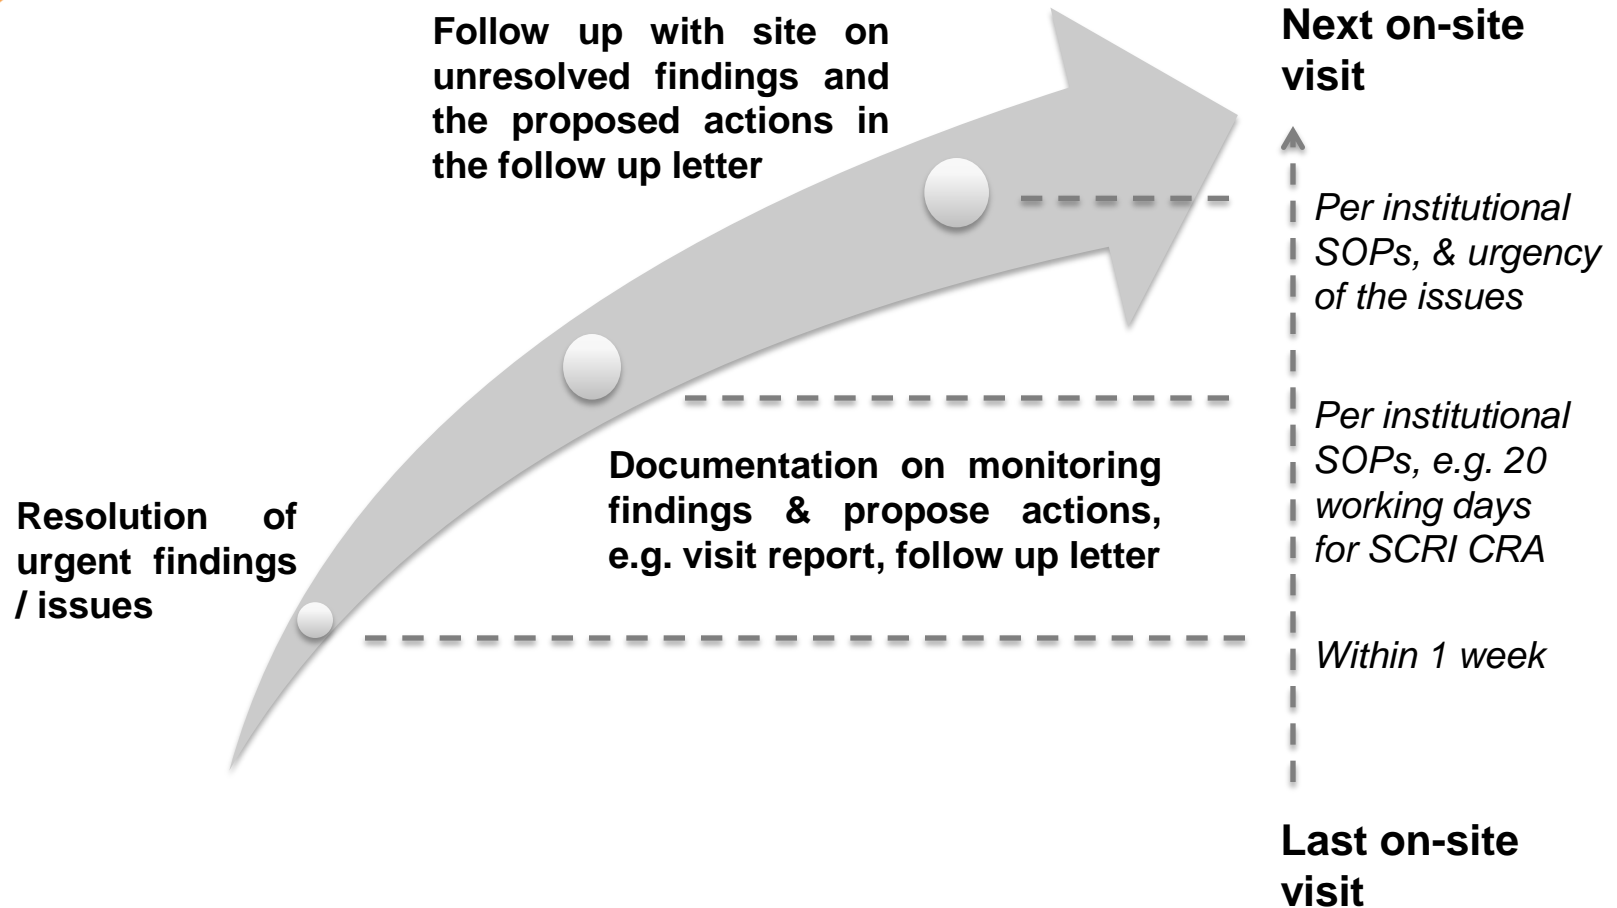 Follow up with site on
unresolved findings and
the proposed actions in
the follow up letter
Next on-site
visit
Per institutional
SOPs, & urgency
of the issues
Documentation on monitoring
findings & propose actions,
e.g. visit report, follow up letter
Per institutional
SOPs, e.g. 20
working days
for SCRI CRA
Resolution of
urgent findings
/ issues
Within 1 week
Last on-site
visit